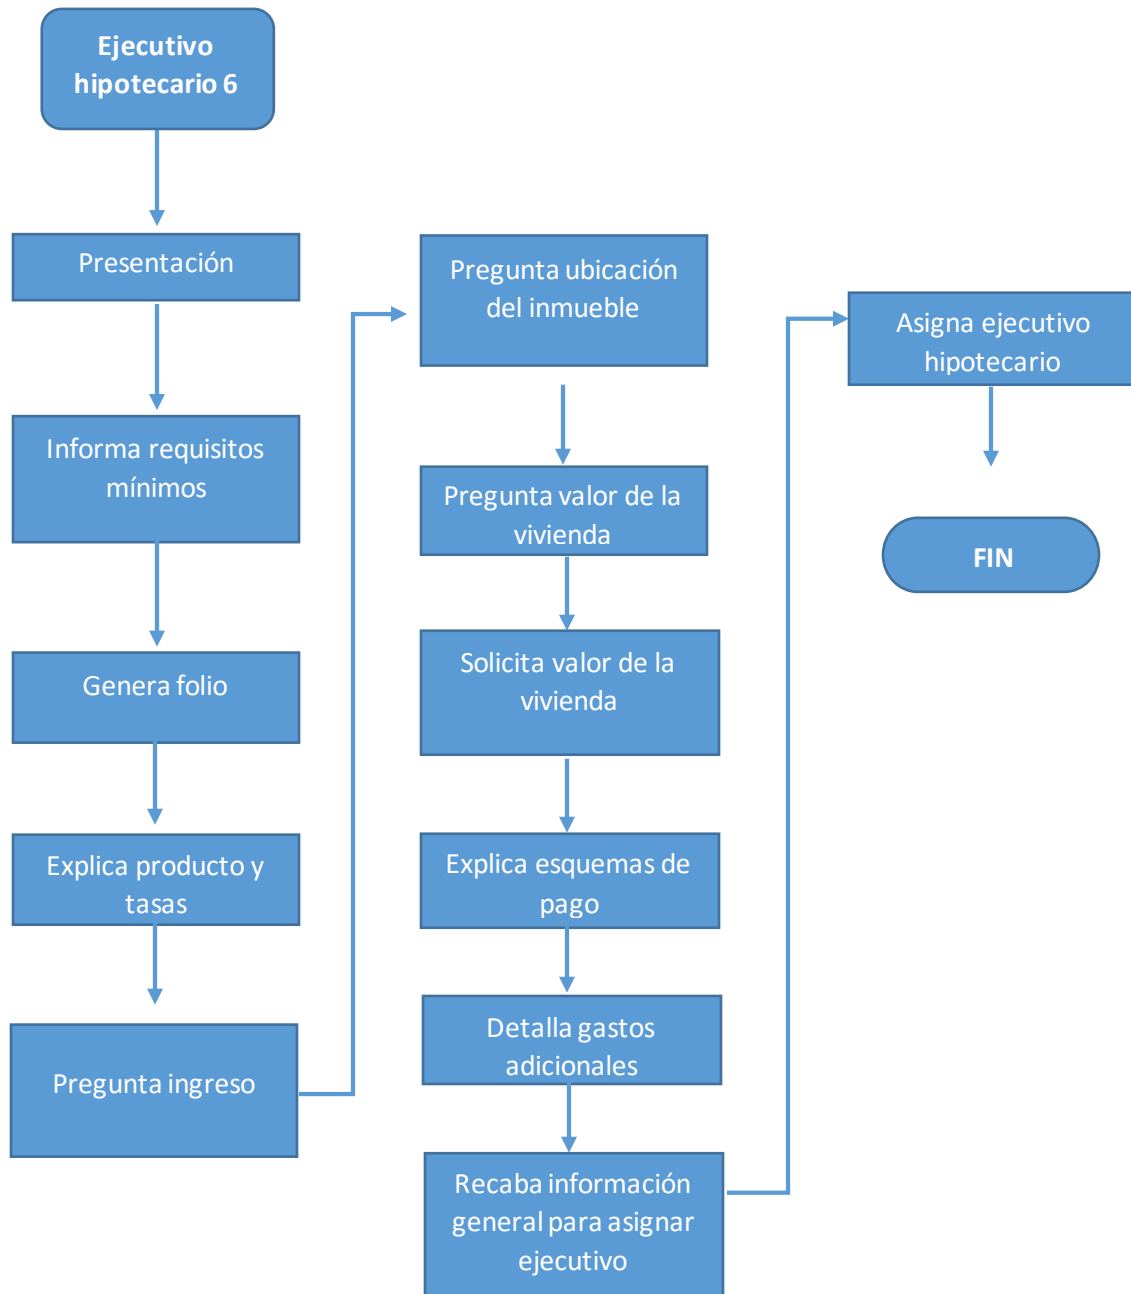 Ejecutivo
hipotecario 6
Presentación
Informa requisitos
mínimos
Genera folio
Explica producto y
tasas
Pregunta ingreso
Pregunta ubicación
del inmueble
Pregunta valor de la
vivienda
Solicita valor de la
vivienda
Explica esquemas de
pago
Detalla gastos
adicionales
Recaba información
general para asignar
ejecutivo
Asigna ejecutivo
hipotecario
FIN